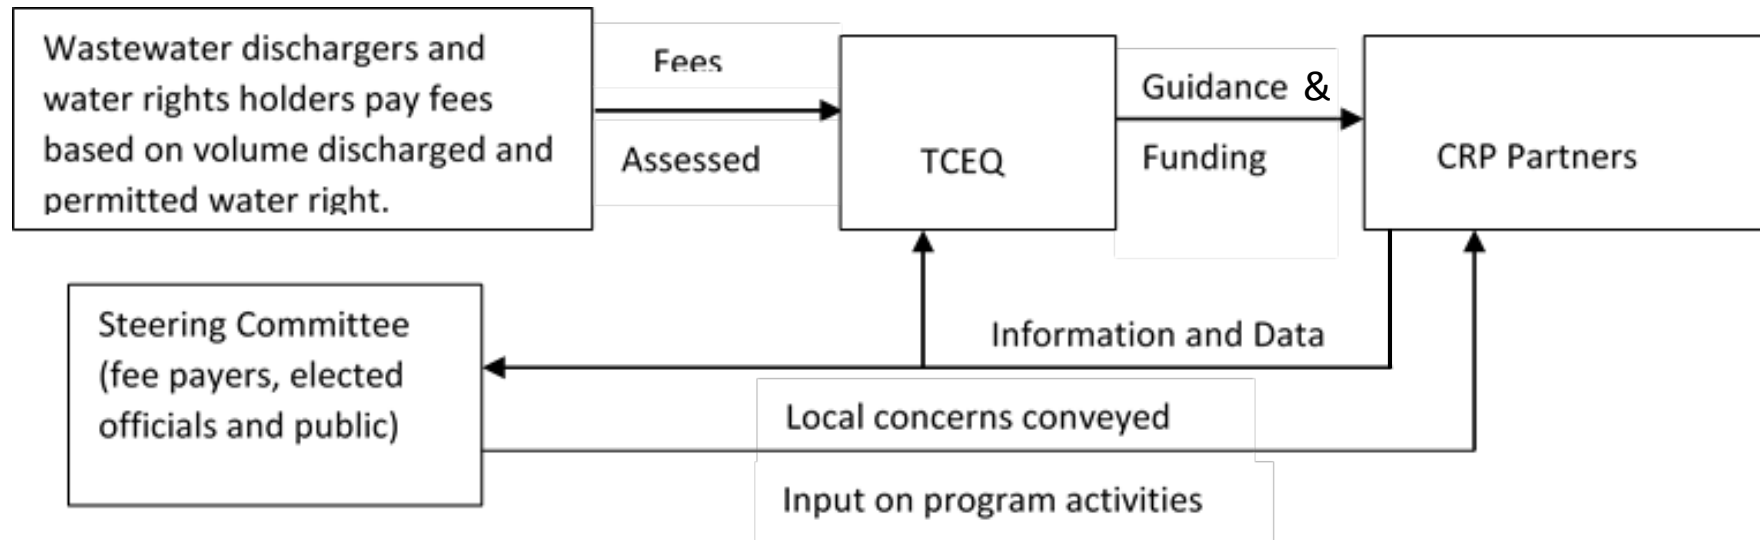 Wastewater dischargers and
water rights holders pay fees
based on volume discharged and
permitted water right.
Fees
Assessed
TCEQ
Guidance &
Funding
CRP Partners
Steering Committee
(fee payers, elected
officials and public)
Information and Data
Local concerns conveyed
Input on program activities